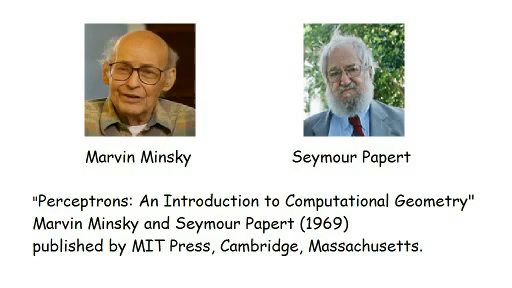 Marvin Minsky
Seymour Papert
"Perceptrons: An Introduction to Computational Geometry"
Marvin Minsky and Seymour Papert (1969)
published by MIT Press, Cambridge, Massachusetts.